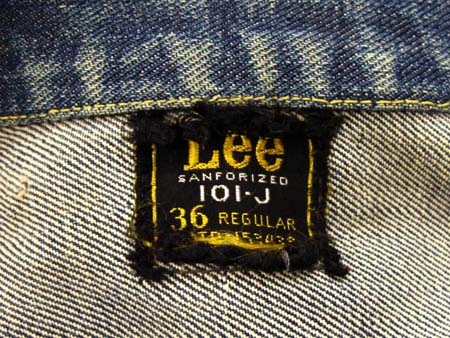 Lee
SANFORIZED
101-J
36 REGULAR